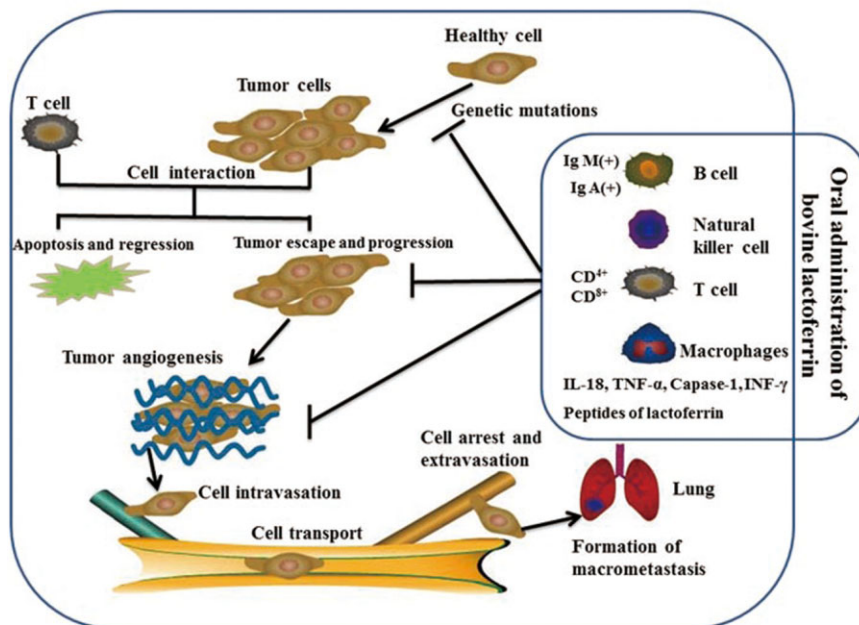 Healthy cell
Tumor cells
T cell
Genetic mutations
Cell interaction
Apoptosis and regression
Tumor escape and progression
Tumor angiogenesis
Cell intravasation
Cell transport
Cell arrest and
extravasation
Lung
Formation of
macrometastasis
Ig M(+)
Ig A(+)
B cell
Natural
killer cell
CD4+
CD8+
T cell
Macrophages
IL-18, TNF-α, Capase-1, INF-γ
Peptides of lactoferrin
Oral administration of
bovine lactoferrin